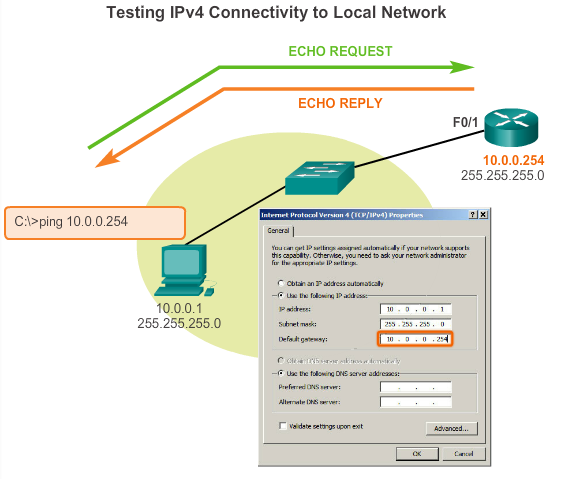 Testing IPv4 Connectivity to Local Network
ECHO REQUEST
ECHO REPLY
F0/1
10.0.0.254
255.255.255.0
C:\>ping 10.0.0.254
10.0.0.1
255.255.255.0
Internet Protocol Version 4 (TCP/IPv4) Properties
General
You can get IP settings assigned automatically if your network supports
this capability. Otherwise, you need to ask your network administrator
for the appropriate IP settings.
Obtain an IP address automatically
Use the following IP address:
IP address: 10 . 0 . 0 . 1
Subnet mask: 255 . 255 . 255 . 0
Default gateway: 10 . 0 . 0 . 254
Obtain DNS server address automatically
Use the following DNS server addresses:
Preferred DNS server: . . .
Alternate DNS server: . . .
Validate settings upon exit
Advanced...
OK
Cancel